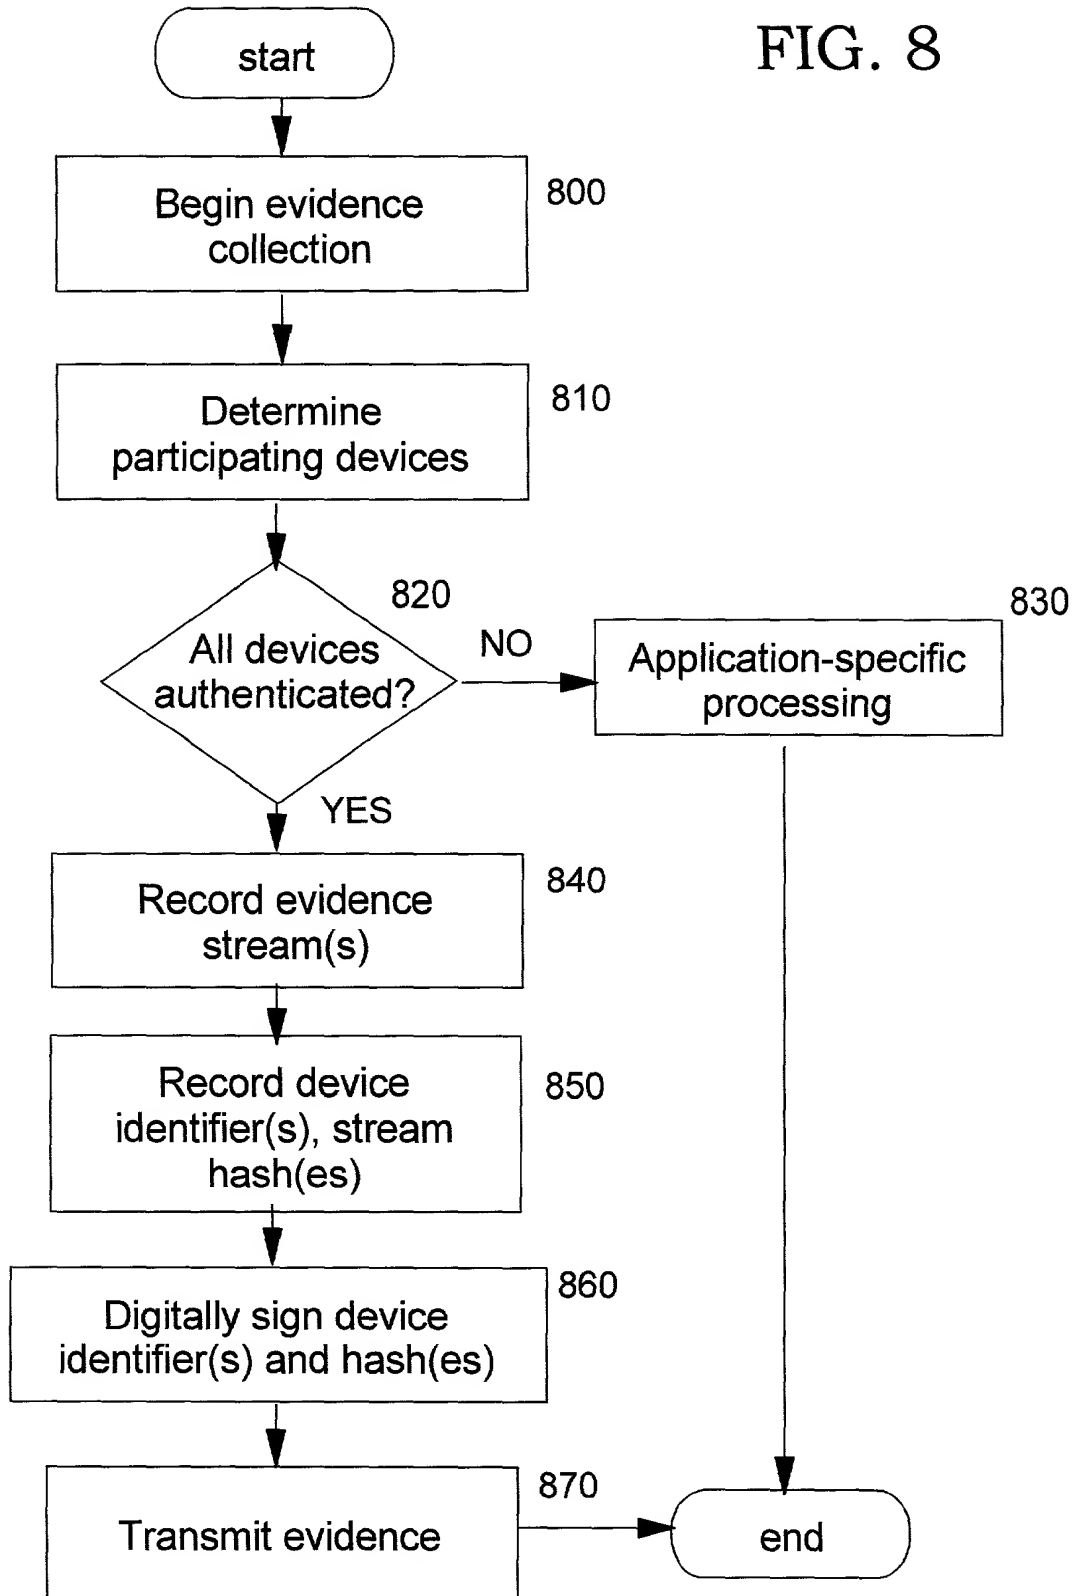 FIG. 8
start
800
Begin evidence
collection
810
Determine
participating devices
820
All devices
authenticated?
NO
830
Application-specific
processing
YES
840
Record evidence
stream(s)
850
Record device
identifier(s), stream
hash(es)
860
Digitally sign device
identifier(s) and hash(es)
870
Transmit evidence
end